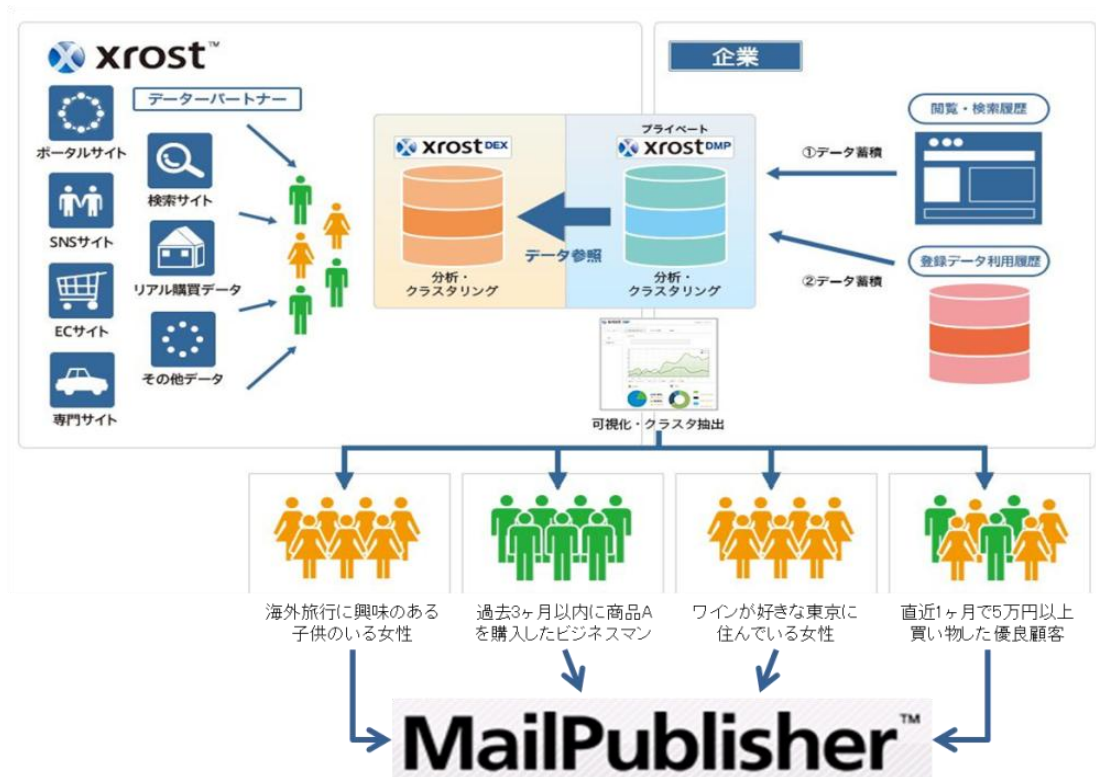 xrost™
企業
データーパートナー
ポータルサイト
検索サイト
SNSサイト
リアル購買データ
ECサイト
その他データ
専門サイト
xrost DEX
分析・
クラスタリング
データ参照
プライベート
xrost DMP
分析・
クラスタリング
①データ蓄積
②データ蓄積
閲覧・検索履歴
登録データ利用履歴
可視化・クラスタ抽出
海外旅行に興味のある
子供のいる女性
過去3ヶ月以内に商品A
を購入したビジネスマン
ワインが好きな東京に
住んでいる女性
直近1ヶ月で5万円以上
買い物した優良顧客
MailPublisher™